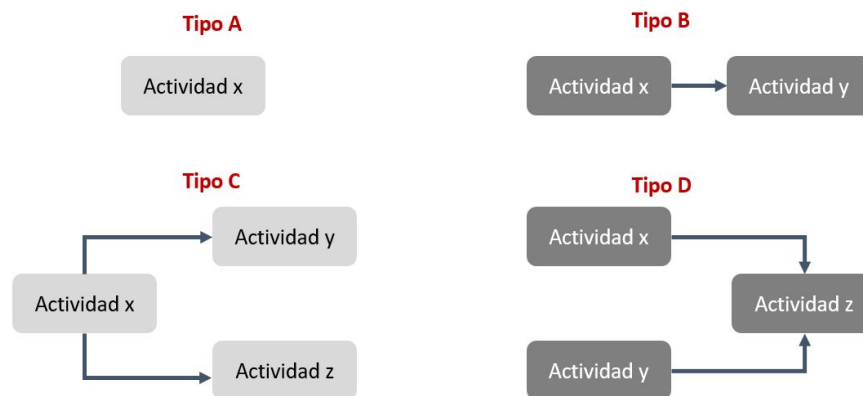 Tipo A
Actividad x
Tipo B
Actividad x
Actividad y
Tipo C
Actividad y
Actividad x
Actividad z
Tipo D
Actividad x
Actividad z
Actividad y